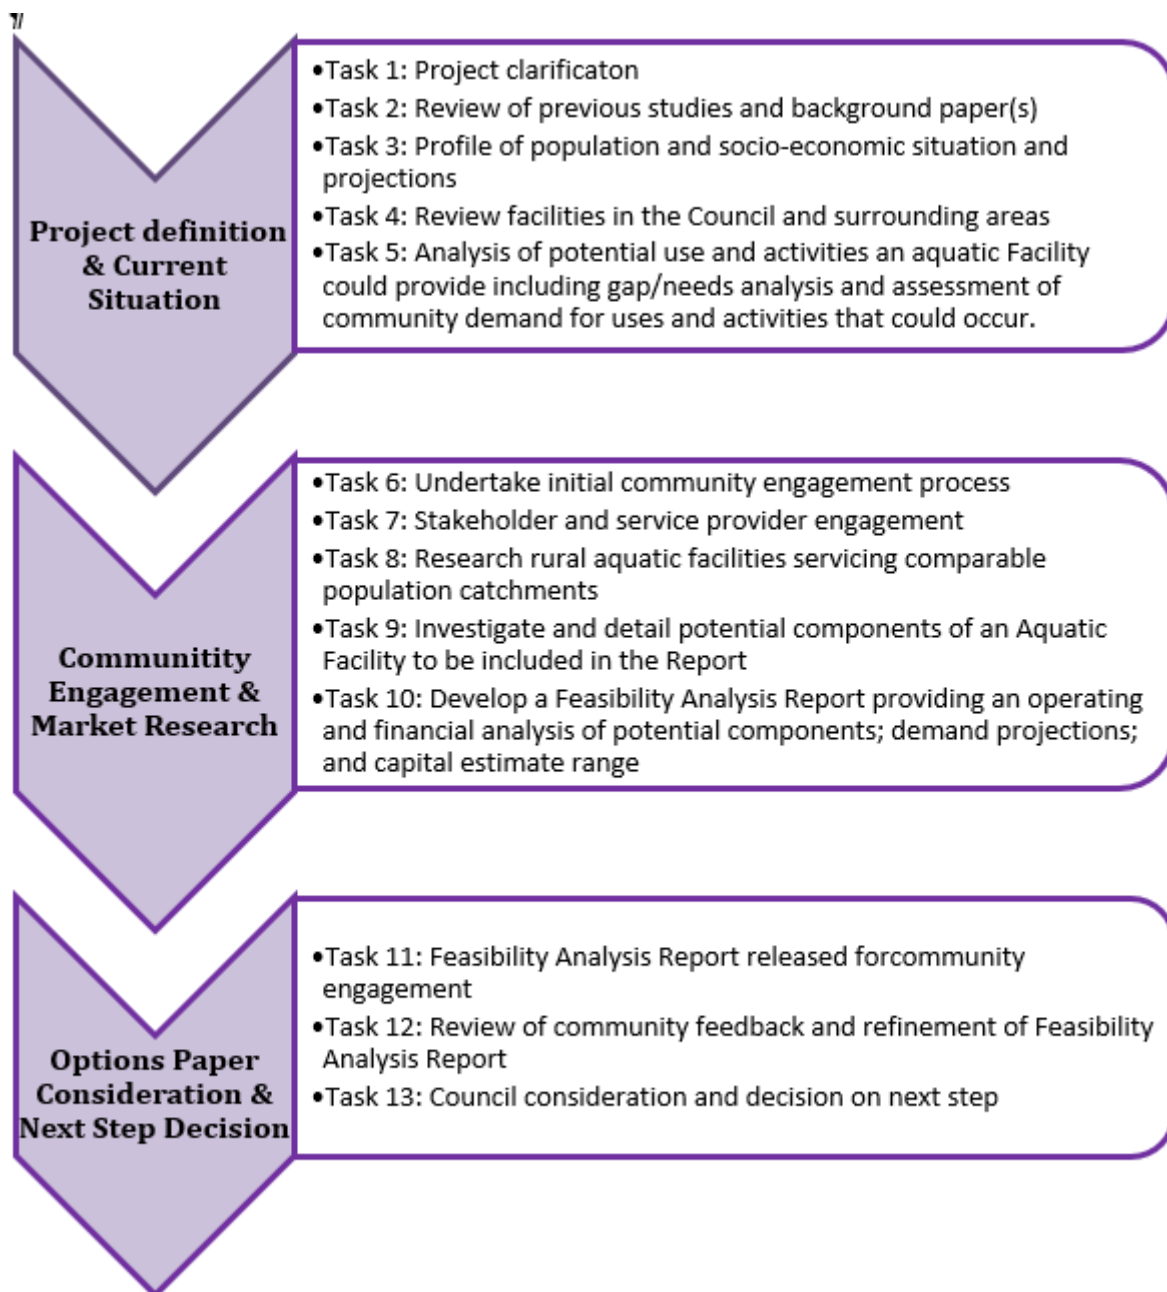 Project definition
& Current
Situation
•Task 1: Project clarificaton
•Task 2: Review of previous studies and background paper(s)
•Task 3: Profile of population and socio-economic situation and
projections
•Task 4: Review facilities in the Council and surrounding areas
•Task 5: Analysis of potential use and activities an aquatic Facility
could provide including gap/needs analysis and assessment of
community demand for uses and activities that could occur.
Communitity
Engagement &
Market Research
•Task 6: Undertake initial community engagement process
•Task 7: Stakeholder and service provider engagement
•Task 8: Research rural aquatic facilities servicing comparable
population catchments
•Task 9: Investigate and detail potential components of an Aquatic
Facility to be included in the Report
•Task 10: Develop a Feasibility Analysis Report providing an operating
and financial analysis of potential components; demand projections;
and capital estimate range
Options Paper
Consideration &
Next Step Decision
•Task 11: Feasibility Analysis Report released forcommunity
engagement
•Task 12: Review of community feedback and refinement of Feasibility
Analysis Report
•Task 13: Council consideration and decision on next step